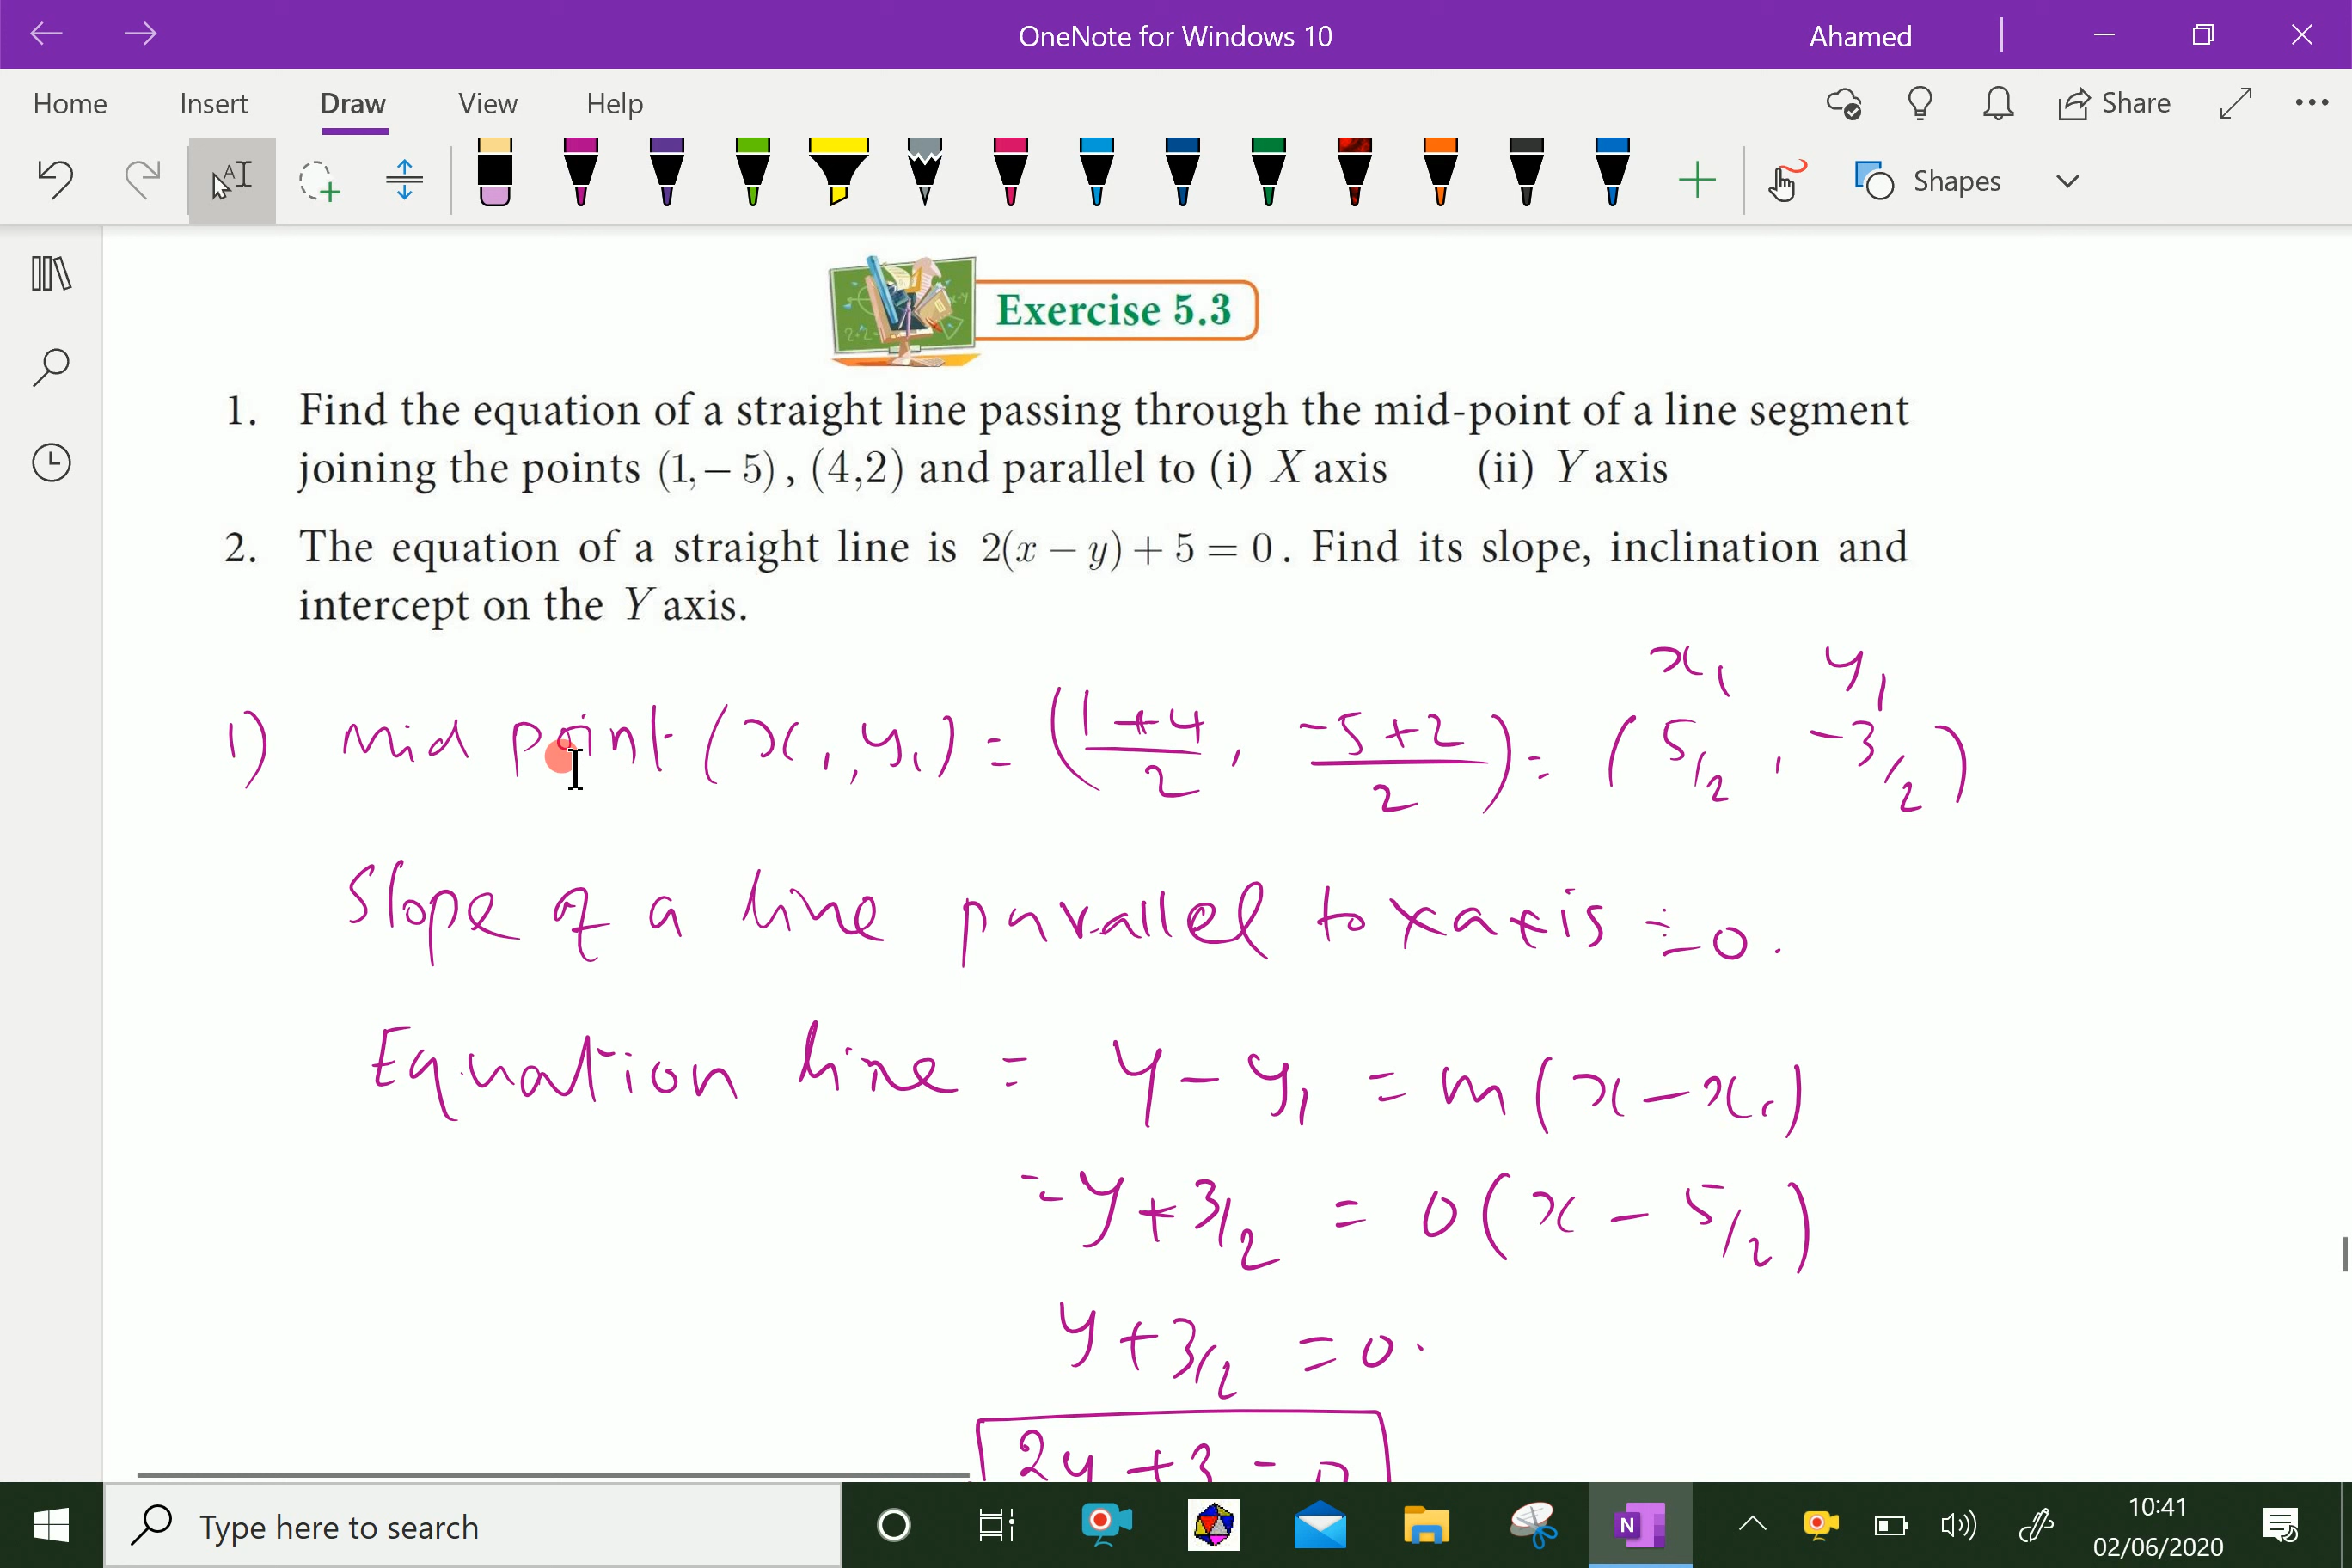 OneNote for Windows 10
Ahamed
Home Insert Draw View Help
Share
Shapes
Exercise 5.3
1. Find the equation of a straight line passing through the mid-point of a line segment
joining the points (1,– 5), (4,2) and parallel to (i) X axis (ii) Y axis
2. The equation of a straight line is 2(x – y) + 5 = 0. Find its slope, inclination and
intercept on the Y axis.
x₁ y₁
1) Mid point (x₁, y₁) = (1+4/2, -5+2/2) = (5/2, -3/2)
Slope of a line parallel to x axis = 0.
Equation line = y - y₁ = m(x - x₁)
= y + 3/2 = 0(x - 5/2)
y + 3/2 = 0.
2y + 3 = 0
Type here to search
10:41
02/06/2020